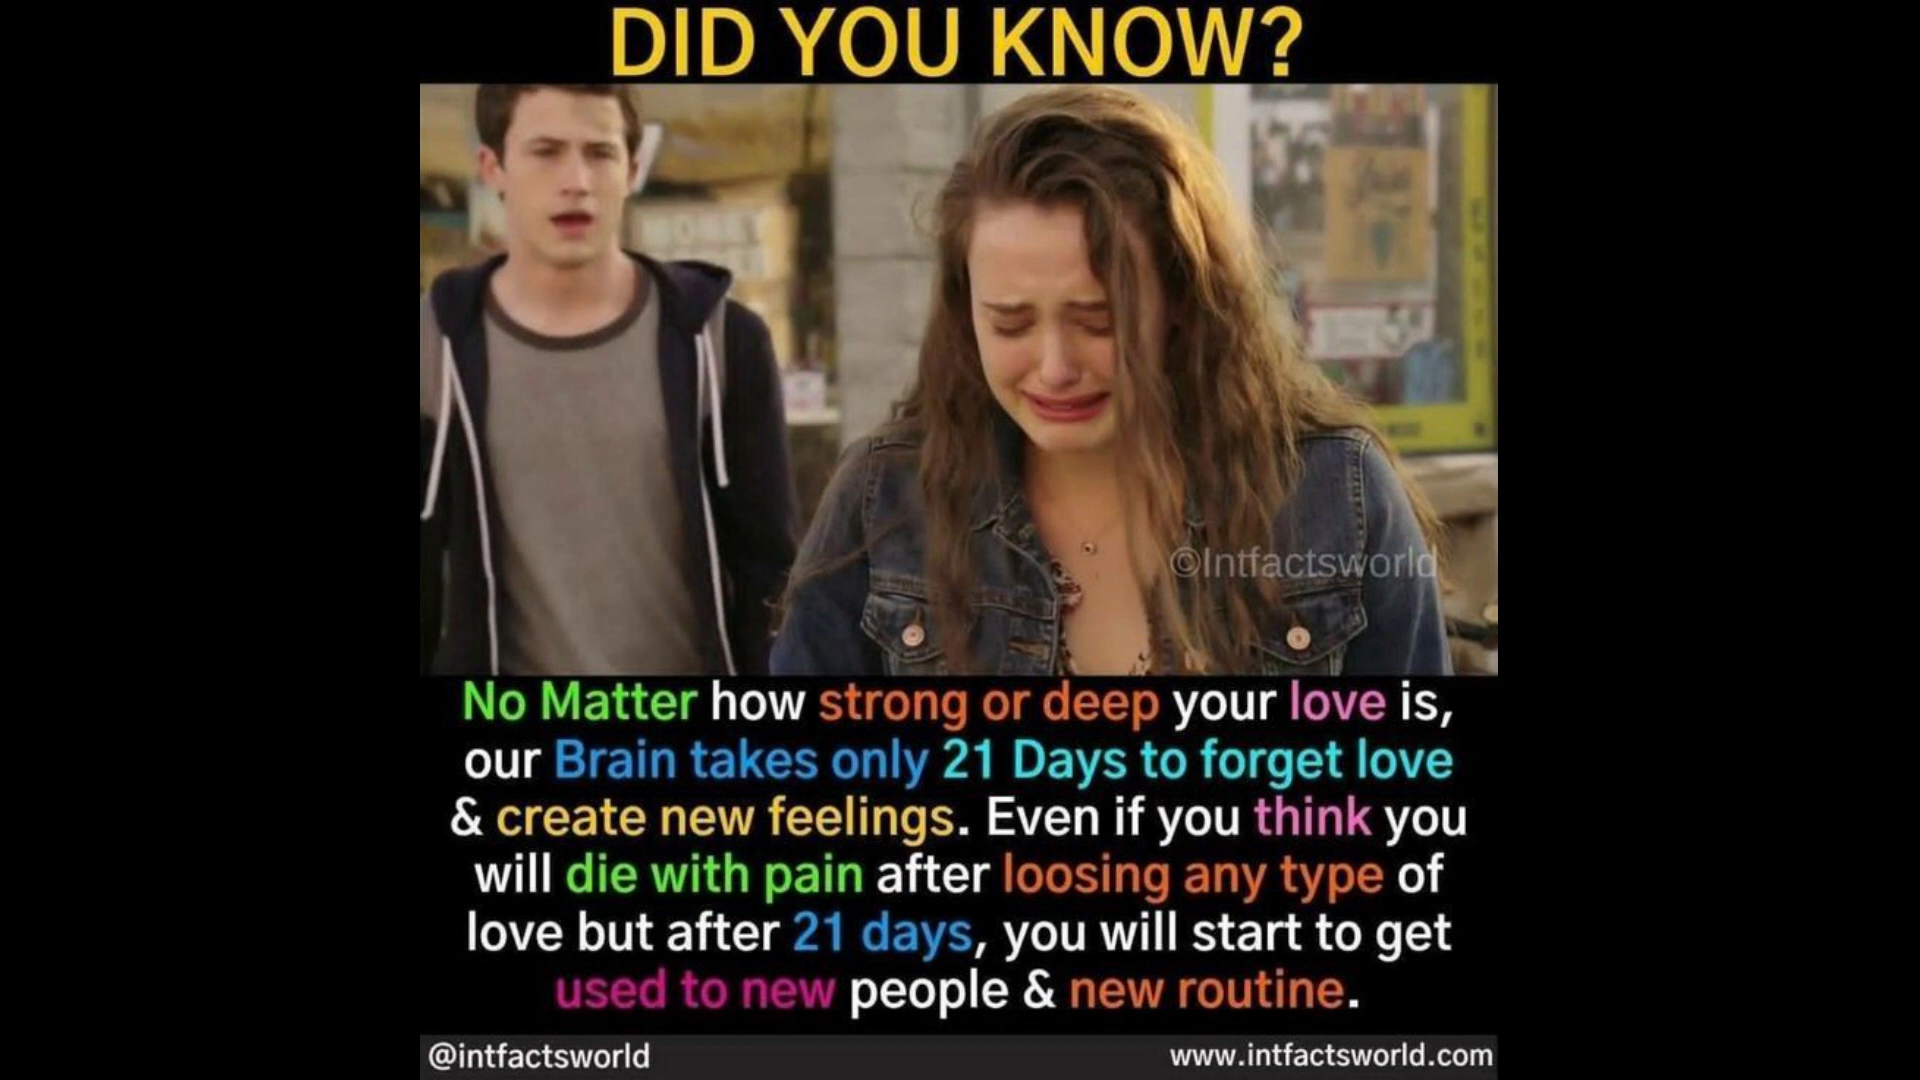 DID YOU KNOW?
©Intfactsworld
No Matter how strong or deep your love is,
our Brain takes only 21 Days to forget love
& create new feelings. Even if you think you
will die with pain after loosing any type of
love but after 21 days, you will start to get
used to new people & new routine.
@intfactsworld
www.intfactsworld.com